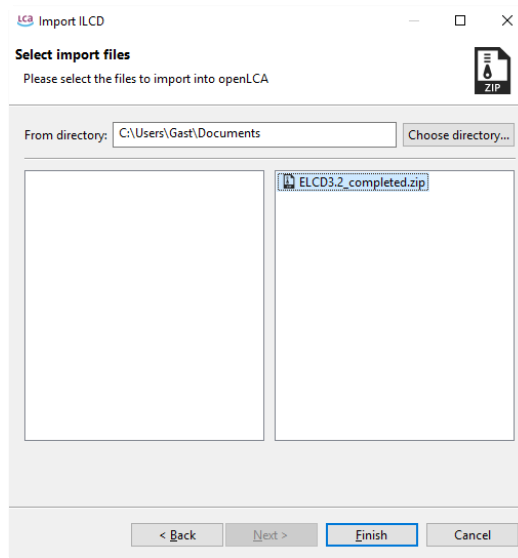 LCA Import ILCD
Select import files
Please select the files to import into openLCA
ZIP
From directory: C:\Users\Gast\Documents Choose directory...
ELCD3.2_completed.zip
< Back Next > Finish Cancel